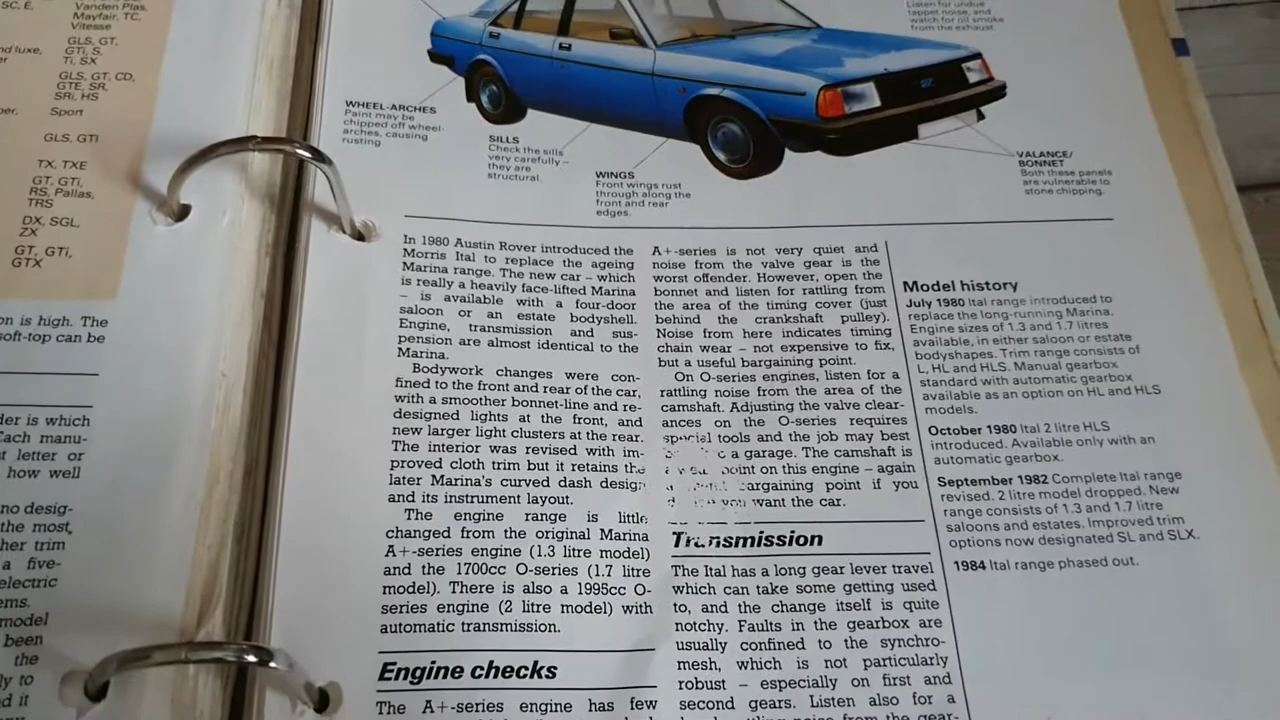 SC, E,
Vanden Plas,
Mayfair, TC,
Vitesse
GLS, GT,
GTi, S,
Ti, SX
GLS, GT, CD,
GTE, SR,
SRi, HS
Sport
GLS, GTi
TX, TXE
GT, GTi,
RS, Pallas,
TRS
DX, SGL,
ZX
GT, GTi,
GTX
on is high. The
soft-top can be
der is which
Each manu-
t letter or
how well
no desig-
the most,
her trim
a five-
electric
ems.
model
been
the
ly to
d it
Listen for undue
tappet noise, and
watch for oil smoke
from the exhaust.
WHEEL-ARCHES
Paint may be
chipped off wheel-
arches, causing
rusting.
SILLS
Check the sills
very carefully –
they are
structural.
WINGS
Front wings rust
through along the
front and rear
edges.
VALANCE/
BONNET
Both these panels
are vulnerable to
stone chipping.
In 1980 Austin Rover introduced the
Morris Ital to replace the ageing
Marina range. The new car – which
is really a heavily face-lifted Marina
– is available with a four-door
saloon or an estate bodyshell.
Engine, transmission and sus-
pension are almost identical to the
Marina.
Bodywork changes were con-
fined to the front and rear of the car,
with a smoother bonnet-line and re-
designed lights at the front, and
new larger light clusters at the rear.
The interior was revised with im-
proved cloth trim but it retains the
later Marina's curved dash design
and its instrument layout.
The engine range is little
changed from the original Marina
A+-series engine (1.3 litre model)
and the 1700cc O-series (1.7 litre
model). There is also a 1995cc O-
series engine (2 litre model) with
automatic transmission.
Engine checks
The A+-series engine has few
A+-series is not very quiet and
noise from the valve gear is the
worst offender. However, open the
bonnet and listen for rattling from
the area of the timing cover (just
behind the crankshaft pulley).
Noise from here indicates timing
chain wear – not expensive to fix,
but a useful bargaining point.
On O-series engines, listen for a
rattling noise from the area of the
camshaft. Adjusting the valve clear-
ances on the O-series requires
special tools and the job may best
a garage. The camshaft is
point on this engine – again
bargaining point if you
you want the car.
Transmission
The Ital has a long gear lever travel
which can take some getting used
to, and the change itself is quite
notchy. Faults in the gearbox are
usually confined to the synchro-
mesh, which is not particularly
robust – especially on first and
second gears. Listen also for a
noise from the gear-
Model history
July 1980 Ital range introduced to
replace the long-running Marina.
Engine sizes of 1.3 and 1.7 litres
available, in either saloon or estate
bodyshapes. Trim range consists of
L, HL and HLS. Manual gearbox
standard with automatic gearbox
available as an option on HL and HLS
models.
October 1980 Ital 2 litre HLS
introduced. Available only with an
automatic gearbox.
September 1982 Complete Ital range
revised. 2 litre model dropped. New
range consists of 1.3 and 1.7 litre
saloons and estates. Improved trim
options now designated SL and SLX.
1984 Ital range phased out.